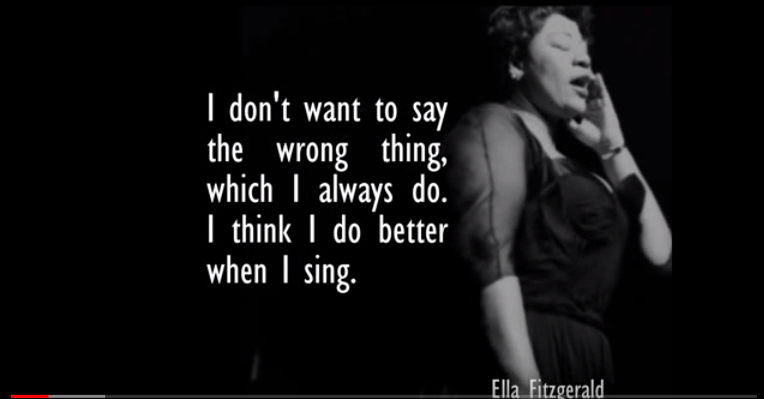 I don't want to say
the wrong thing,
which I always do.
I think I do better
when I sing.
Ella Fitzgerald